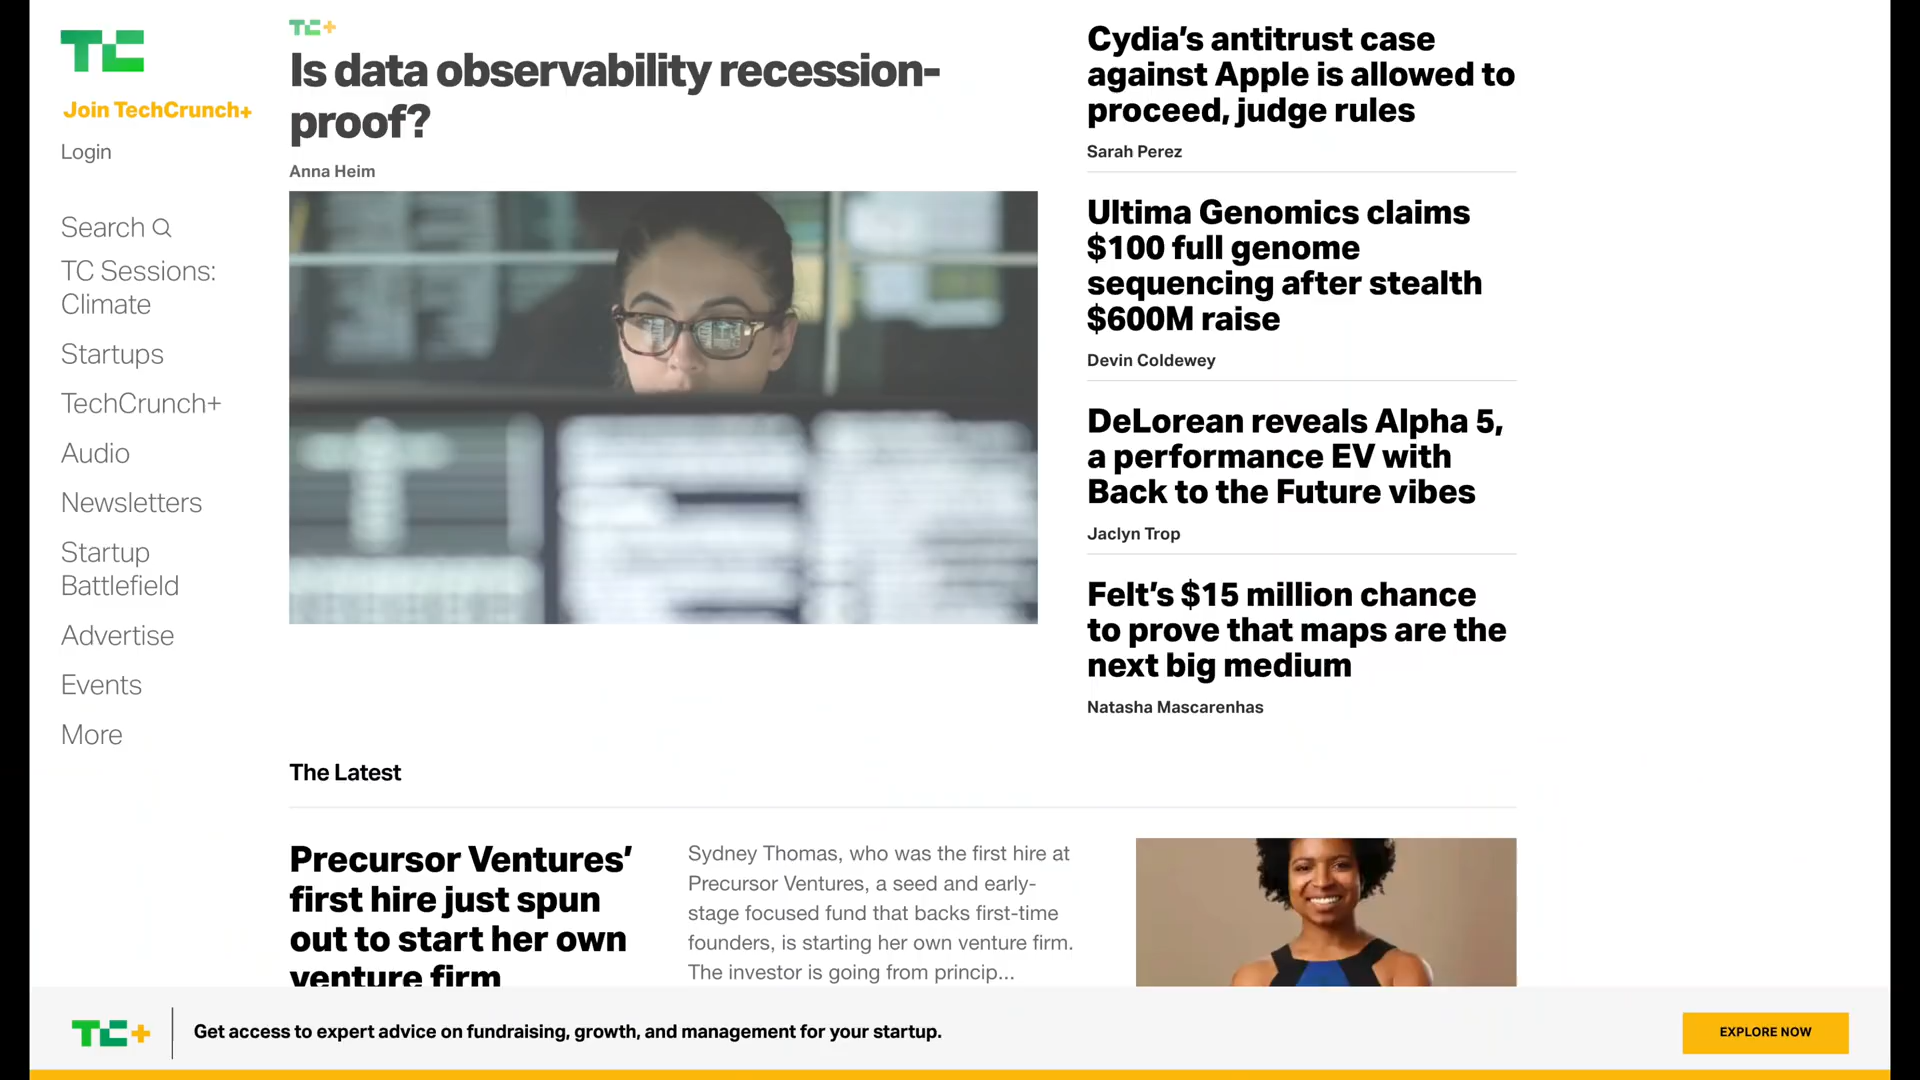 TC
Join TechCrunch+
Login
Search
TC Sessions:
Climate
Startups
TechCrunch+
Audio
Newsletters
Startup
Battlefield
Advertise
Events
More
TC+
Is data observability recession-
proof?
Anna Heim
Cydia’s antitrust case
against Apple is allowed to
proceed, judge rules
Sarah Perez
Ultima Genomics claims
$100 full genome
sequencing after stealth
$600M raise
Devin Coldewey
DeLorean reveals Alpha 5,
a performance EV with
Back to the Future vibes
Jaclyn Trop
Felt’s $15 million chance
to prove that maps are the
next big medium
Natasha Mascarenhas
The Latest
Precursor Ventures’
first hire just spun
out to start her own
venture firm
Sydney Thomas, who was the first hire at
Precursor Ventures, a seed and early-
stage focused fund that backs first-time
founders, is starting her own venture firm.
The investor is going from princip...
TC+
Get access to expert advice on fundraising, growth, and management for your startup.
EXPLORE NOW